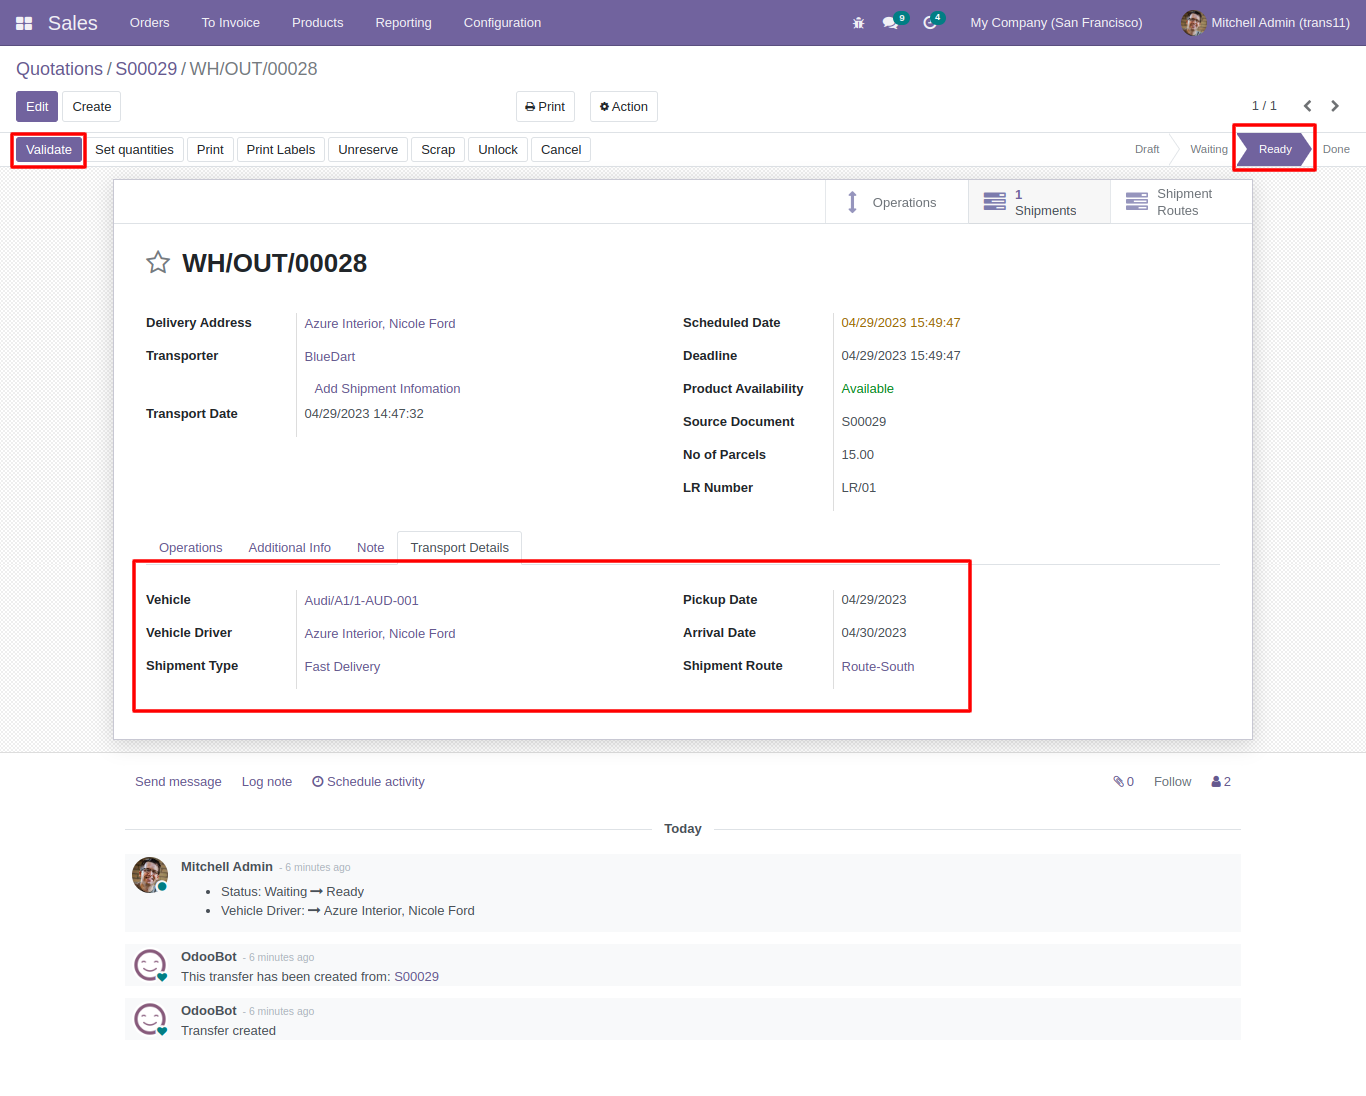 Sales Orders To Invoice Products Reporting Configuration 9 4 My Company (San Francisco) Mitchell Admin (trans11)
Quotations / S00029 / WH/OUT/00028
Edit Create Print Action 1 / 1
Validate Set quantities Print Print Labels Unreserve Scrap Unlock Cancel Draft Waiting Ready Done
Operations
1
Shipments
Shipment
Routes
WH/OUT/00028
Delivery Address Azure Interior, Nicole Ford
Transporter BlueDart
Add Shipment Infomation
Transport Date 04/29/2023 14:47:32
Scheduled Date 04/29/2023 15:49:47
Deadline 04/29/2023 15:49:47
Product Availability Available
Source Document S00029
No of Parcels 15.00
LR Number LR/01
Operations Additional Info Note Transport Details
Vehicle Audi/A1/1-AUD-001
Vehicle Driver Azure Interior, Nicole Ford
Shipment Type Fast Delivery
Pickup Date 04/29/2023
Arrival Date 04/30/2023
Shipment Route Route-South
Send message Log note Schedule activity 0 Follow 2
Today
Mitchell Admin - 6 minutes ago
• Status: Waiting → Ready
• Vehicle Driver: → Azure Interior, Nicole Ford
OdooBot - 6 minutes ago
This transfer has been created from: S00029
OdooBot - 6 minutes ago
Transfer created